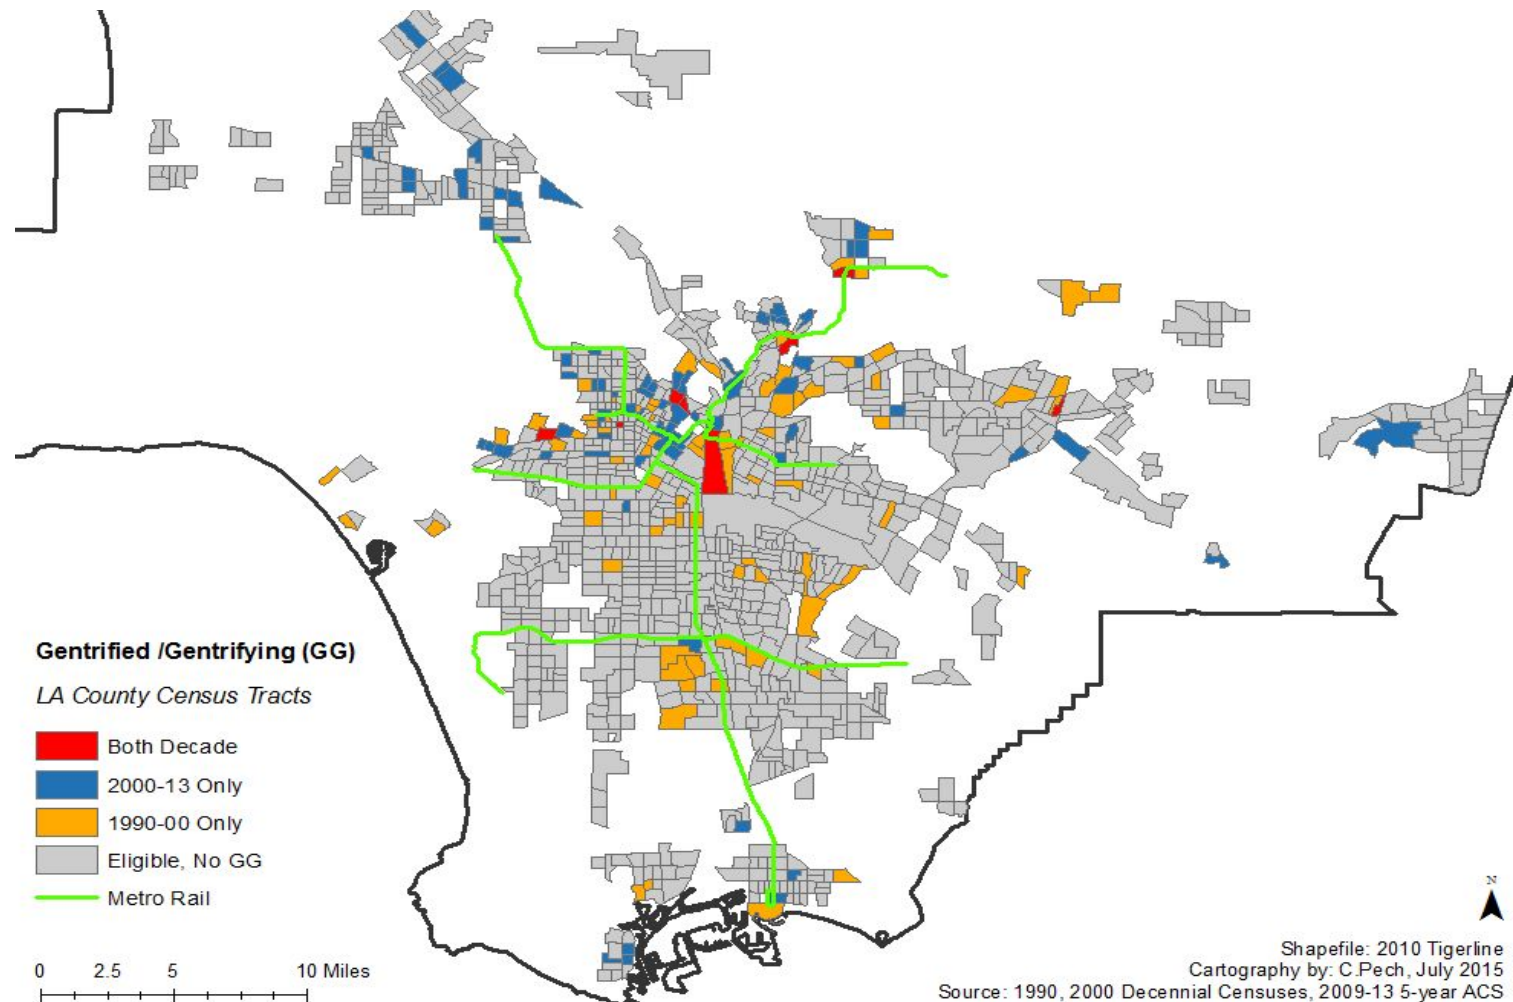 Gentrified /Gentrifying (GG)
LA County Census Tracts
Both Decade
2000-13 Only
1990-00 Only
Eligible, No GG
Metro Rail
0 2.5 5 10 Miles
N
Shapefile: 2010 Tigerline
Cartography by: C.Pech, July 2015
Source: 1990, 2000 Decennial Censuses, 2009-13 5-year ACS